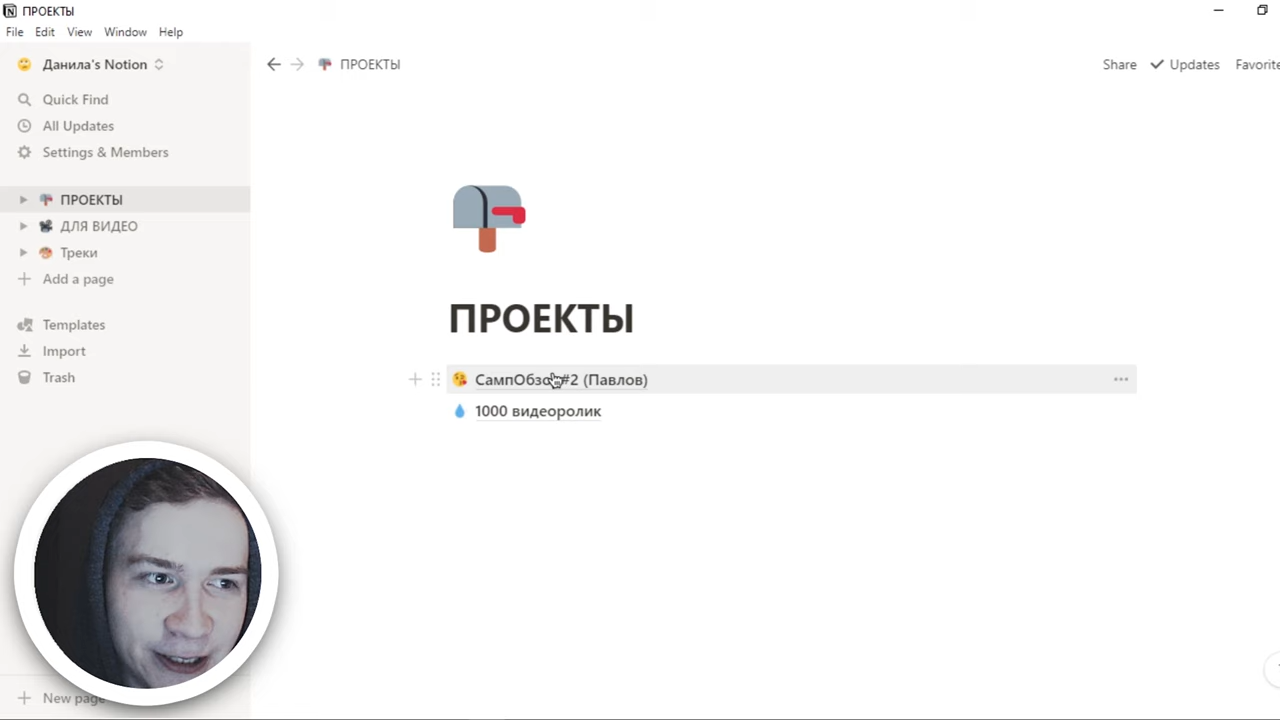 ПРОЕКТЫ
File Edit View Window Help
Данила's Notion
ПРОЕКТЫ
Share Updates Favorite
Quick Find
All Updates
Settings & Members
ПРОЕКТЫ
ДЛЯ ВИДЕО
Треки
Add a page
Templates
Import
Trash
New page
ПРОЕКТЫ
#2 (Павлов)
1000 видеоролик